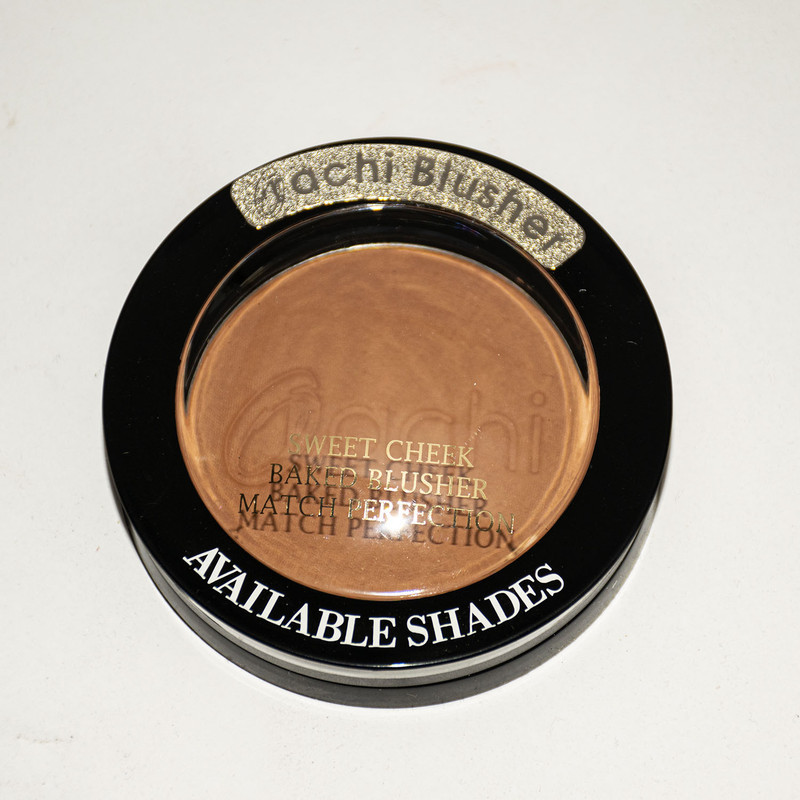 Gachi Blusher
Gachi
SWEET CHEEK
BAKED BLUSHER
MATCH PERFECTION
AVAILABLE SHADES